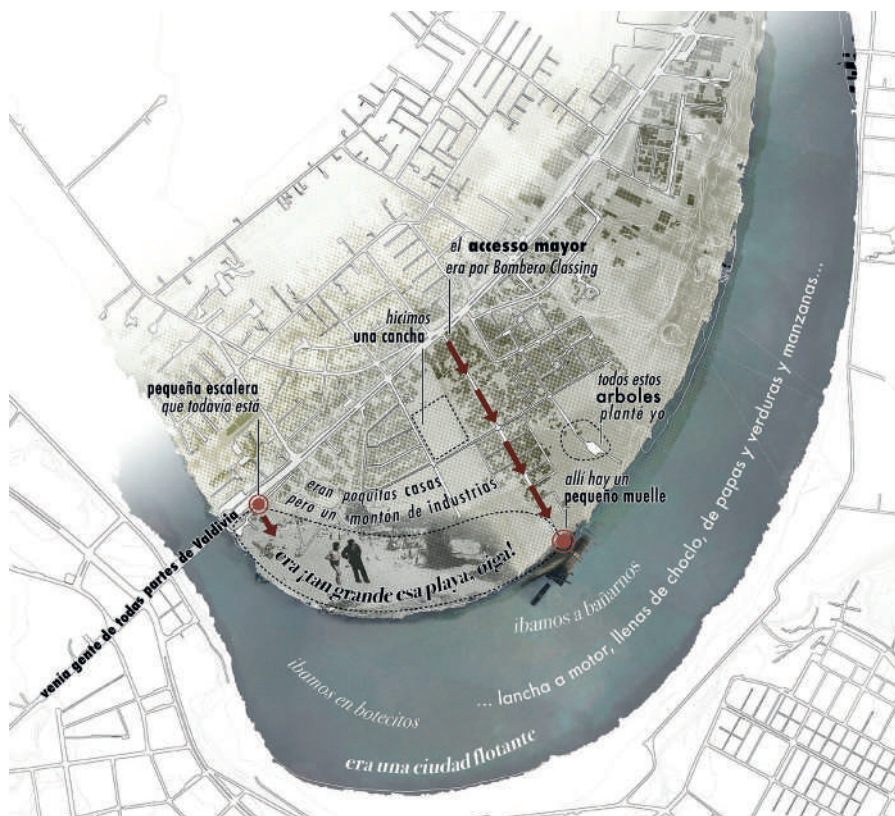 el accesso mayor
era por Bombero Classing
hicimos
una cancha
pequeña escalera
que todavía está
todos estos
arboles
planté yo
eran poquitas casas
pero un montón de industrias
allí hay un
pequeño muelle
era ¡tan grande esa playa, oiga!
venía gente de todas partes de Valdivia
íbamos a bañarnos
... lancha a motor, llenas de choclo, de papas y verduras y manzanas...
íbamos en botecitos
era una ciudad flotante